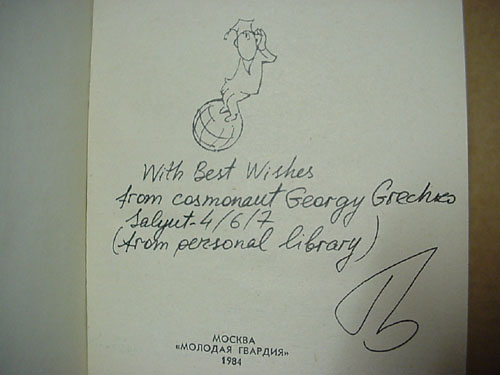 With Best Wishes
from cosmonaut Georgy Grechko
Salyut-4/6/7
(from personal library)
МОСКВА
«МОЛОДАЯ ГВАРДИЯ»
1984